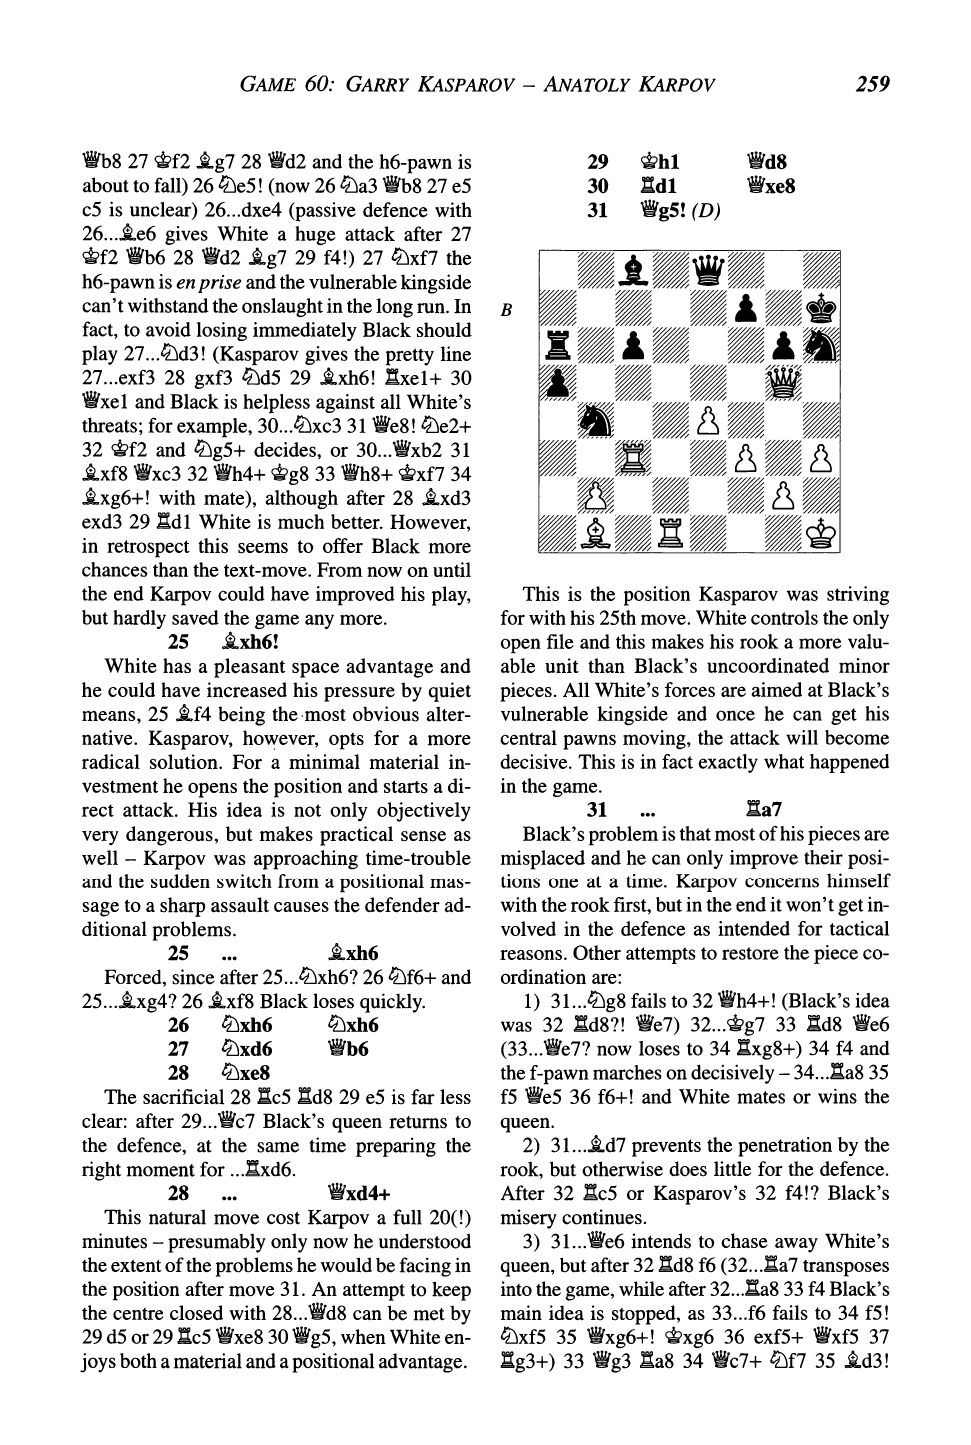 GAME 60: GARRY KASPAROV – ANATOLY KARPOV 259
♕b8 27 ♔f2 ♗g7 28 ♕d2 and the h6-pawn is
about to fall) 26 ♘e5! (now 26 ♘a3 ♕b8 27 e5
c5 is unclear) 26...dxe4 (passive defence with
26...♗e6 gives White a huge attack after 27
♔f2 ♕b6 28 ♕d2 ♗g7 29 f4!) 27 ♘xf7 the
h6-pawn is en prise and the vulnerable kingside
can't withstand the onslaught in the long run. In
fact, to avoid losing immediately Black should
play 27...♘d3! (Kasparov gives the pretty line
27...exf3 28 gxf3 ♘d5 29 ♗xh6! ♖xe1+ 30
♕xe1 and Black is helpless against all White's
threats; for example, 30...♘xc3 31 ♕e8! ♘e2+
32 ♔f2 and ♘g5+ decides, or 30...♕xb2 31
♗xf8 ♕xc3 32 ♕h4+ ♔g8 33 ♕h8+ ♔xf7 34
♗xg6+! with mate), although after 28 ♗xd3
exd3 29 ♖d1 White is much better. However,
in retrospect this seems to offer Black more
chances than the text-move. From now on until
the end Karpov could have improved his play,
but hardly saved the game any more.
25 ♗xh6!
White has a pleasant space advantage and
he could have increased his pressure by quiet
means, 25 ♗f4 being the most obvious alter-
native. Kasparov, however, opts for a more
radical solution. For a minimal material in-
vestment he opens the position and starts a di-
rect attack. His idea is not only objectively
very dangerous, but makes practical sense as
well – Karpov was approaching time-trouble
and the sudden switch from a positional mas-
sage to a sharp assault causes the defender ad-
ditional problems.
25 ... ♗xh6
Forced, since after 25...♘xh6? 26 ♘f6+ and
25...♗xg4? 26 ♗xf8 Black loses quickly.
26 ♘xh6 ♘xh6
27 ♘xd6 ♕b6
28 ♘xe8
The sacrificial 28 ♖c5 ♖d8 29 e5 is far less
clear: after 29...♕c7 Black's queen returns to
the defence, at the same time preparing the
right moment for ...♖xd6.
28 ... ♕xd4+
This natural move cost Karpov a full 20(!)
minutes – presumably only now he understood
the extent of the problems he would be facing in
the position after move 31. An attempt to keep
the centre closed with 28...♕d8 can be met by
29 d5 or 29 ♖c5 ♕xe8 30 ♕g5, when White en-
joys both a material and a positional advantage.
29 ♔h1 ♕d8
30 ♖d1 ♕xe8
31 ♕g5! (D)
B
This is the position Kasparov was striving
for with his 25th move. White controls the only
open file and this makes his rook a more valu-
able unit than Black's uncoordinated minor
pieces. All White's forces are aimed at Black's
vulnerable kingside and once he can get his
central pawns moving, the attack will become
decisive. This is in fact exactly what happened
in the game.
31 ... ♖a7
Black's problem is that most of his pieces are
misplaced and he can only improve their posi-
tions one at a time. Karpov concerns himself
with the rook first, but in the end it won't get in-
volved in the defence as intended for tactical
reasons. Other attempts to restore the piece co-
ordination are:
1) 31...♘g8 fails to 32 ♕h4+! (Black's idea
was 32 ♖d8?! ♕e7) 32...♔g7 33 ♖d8 ♕e6
(33...♕e7? now loses to 34 ♖xg8+) 34 f4 and
the f-pawn marches on decisively – 34...♖a8 35
f5 ♕e5 36 f6+! and White mates or wins the
queen.
2) 31...♗d7 prevents the penetration by the
rook, but otherwise does little for the defence.
After 32 ♖c5 or Kasparov's 32 f4!? Black's
misery continues.
3) 31...♕e6 intends to chase away White's
queen, but after 32 ♖d8 f6 (32...♖a7 transposes
into the game, while after 32...♖a8 33 f4 Black's
main idea is stopped, as 33...f6 fails to 34 f5!
♘xf5 35 ♕xg6+! ♔xg6 36 exf5+ ♕xf5 37
♖g3+) 33 ♕g3 ♖a8 34 ♕c7+ ♘f7 35 ♗d3!